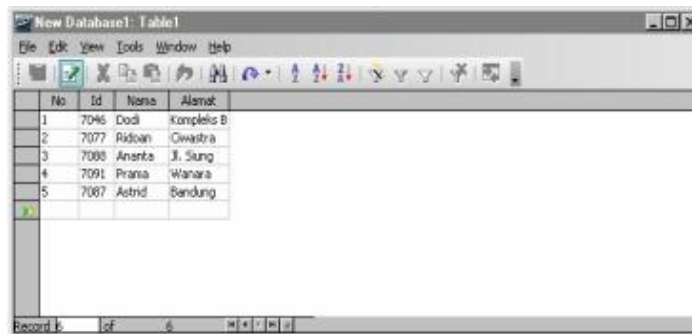 New Database1: Table1
File Edit View Tools Window Help
No Id Nama Alamat
1 7046 Dodi Kompleks B
2 7077 Ridoan Ciwastra
3 7088 Ananta Jl. Siung
4 7091 Prama Wanara
5 7087 Astrid Bandung
Record 6 of 6